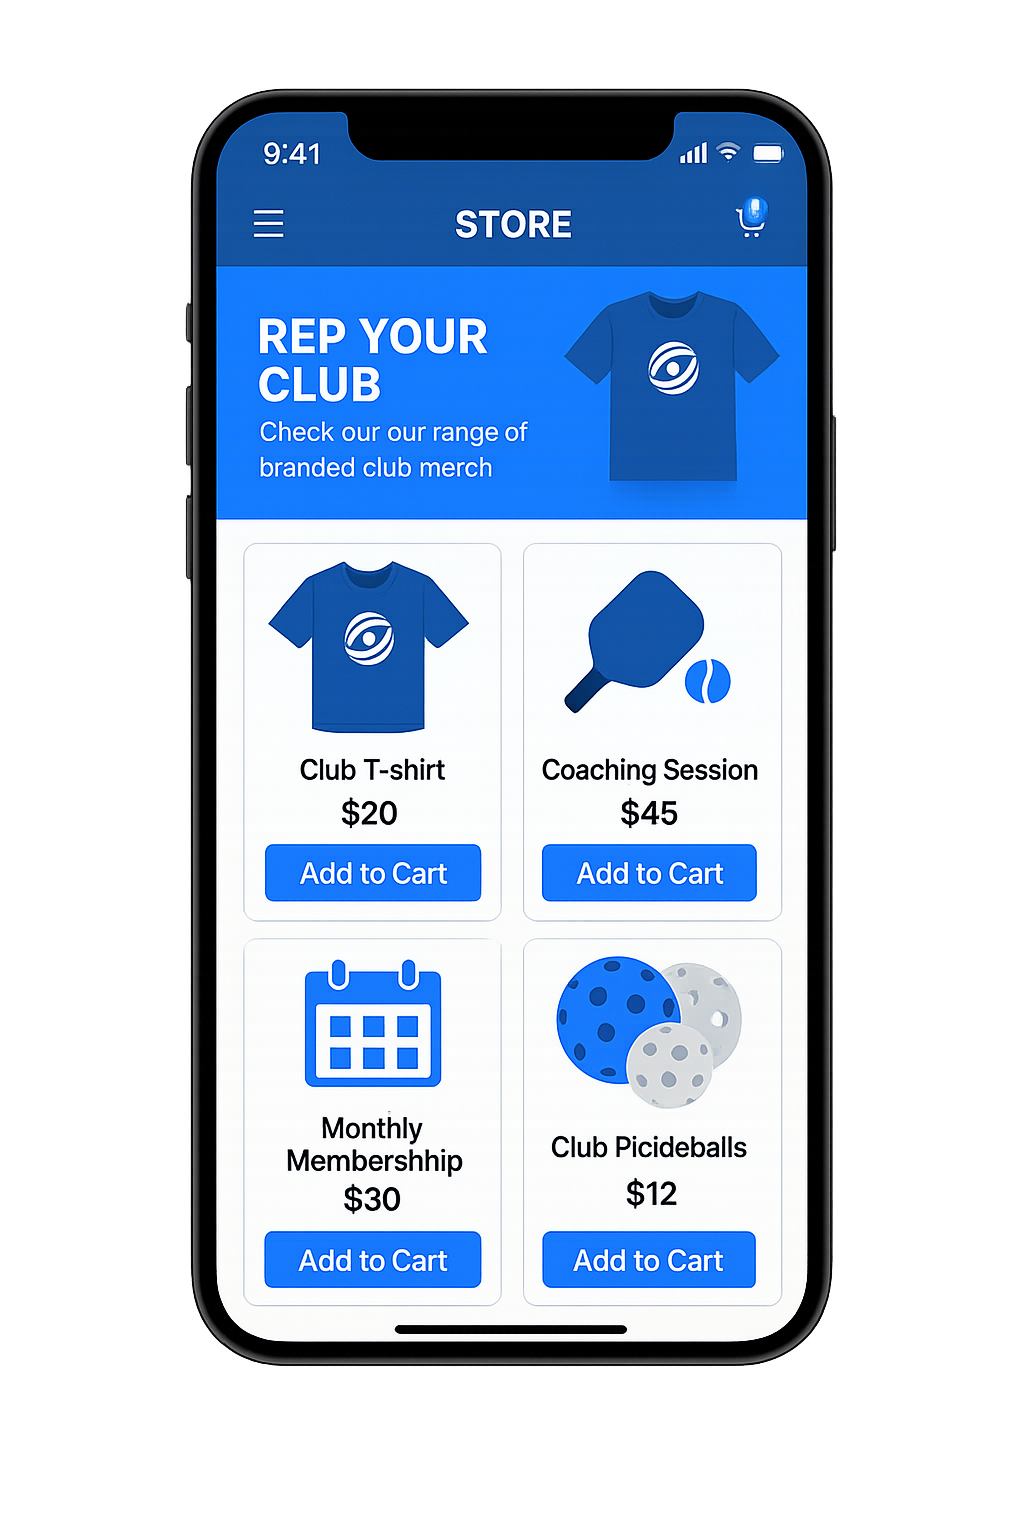 9:41
STORE
REP YOUR
CLUB
Check our our range of
branded club merch
Club T-shirt
$20
Add to Cart
Coaching Session
$45
Add to Cart
Monthly
Membershhip
$30
Add to Cart
Club Picideballs
$12
Add to Cart